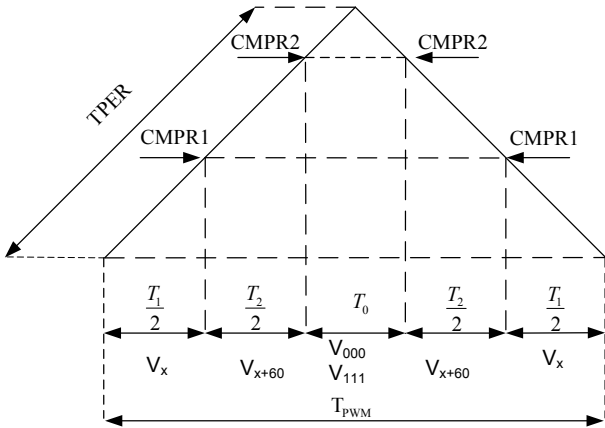 CMPR2 CMPR2
TPER
CMPR1 CMPR1
T₁/2 T₂/2 T₀ T₂/2 T₁/2
Vₓ Vₓ₊₆₀ V₀₀₀ Vₓ₊₆₀ Vₓ
V₁₁₁
T_PWM